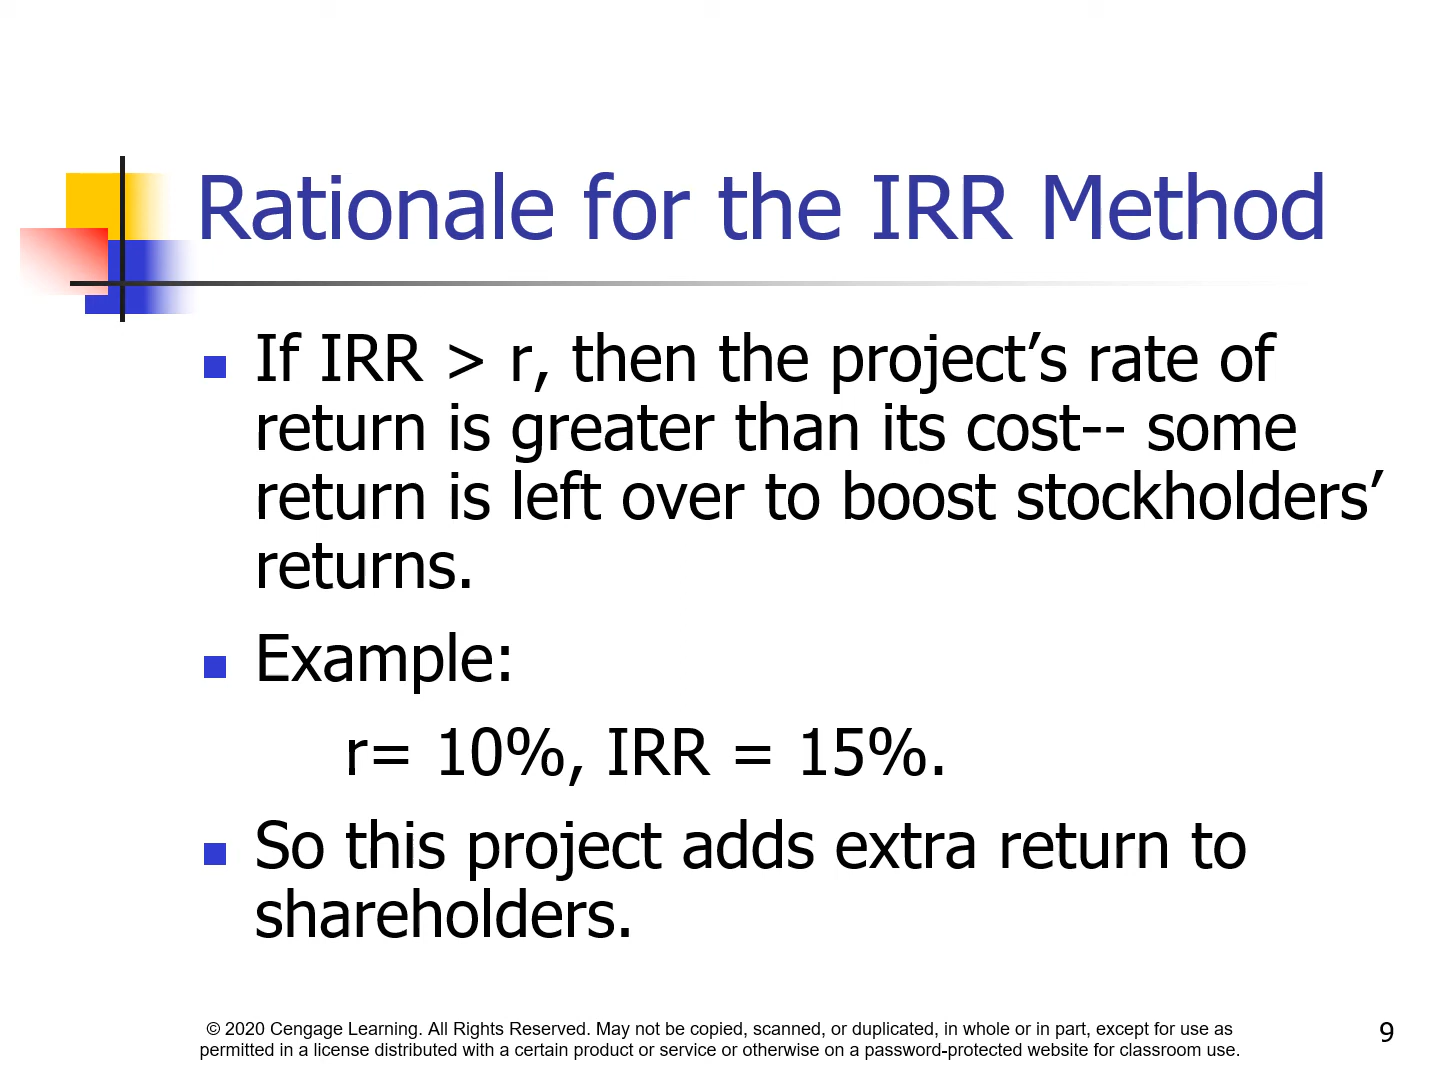 Rationale for the IRR Method
If IRR > r, then the project’s rate of
return is greater than its cost-- some
return is left over to boost stockholders’
returns.
Example:
r= 10%, IRR = 15%.
So this project adds extra return to
shareholders.
© 2020 Cengage Learning. All Rights Reserved. May not be copied, scanned, or duplicated, in whole or in part, except for use as
permitted in a license distributed with a certain product or service or otherwise on a password-protected website for classroom use.
9